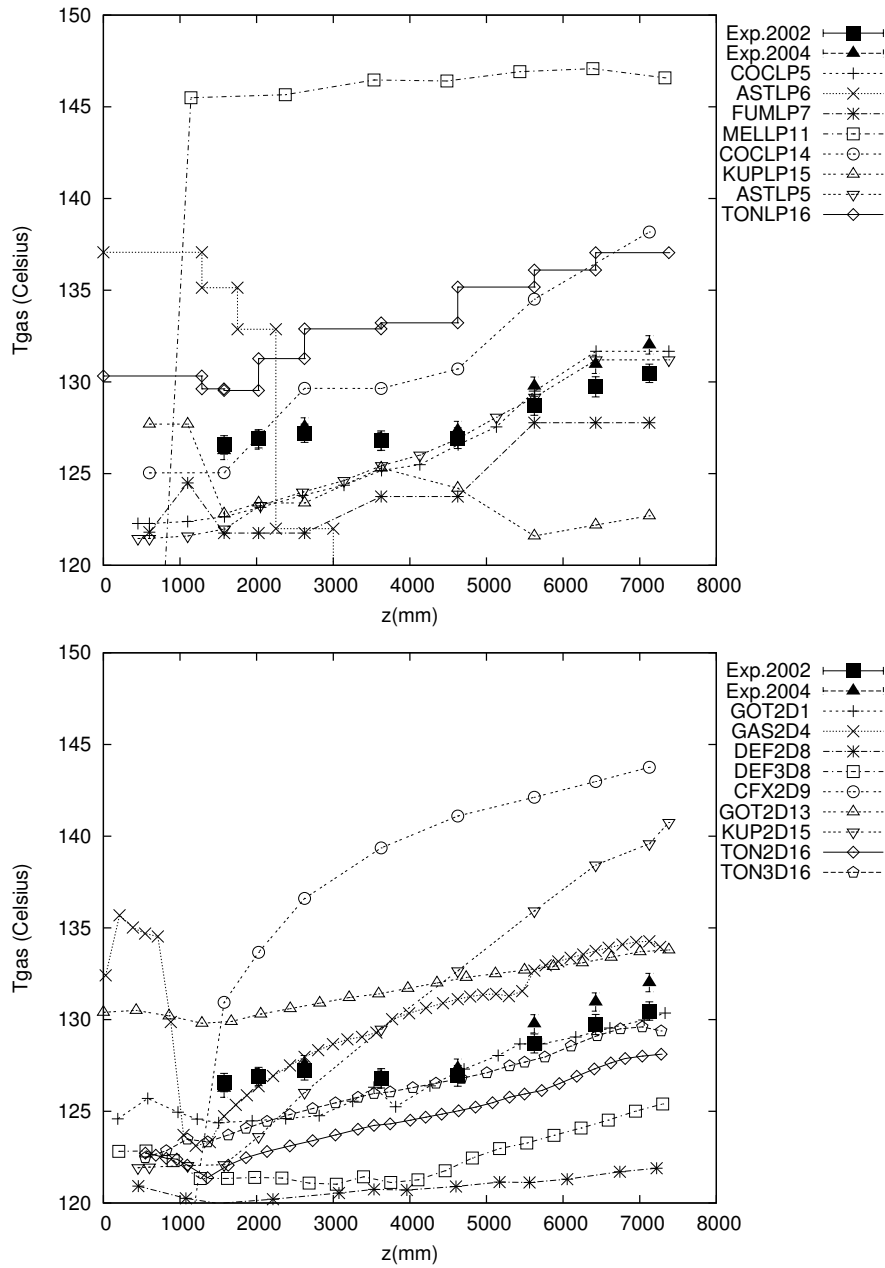 150
145
140
135
130
125
120
Tgas (Celsius)
0 1000 2000 3000 4000 5000 6000 7000 8000
z(mm)
Exp.2002
Exp.2004
COCLP5
ASTLP6
FUMLP7
MELLP11
COCLP14
KUPLP15
ASTLP5
TONLP16
150
145
140
135
130
125
120
Tgas (Celsius)
0 1000 2000 3000 4000 5000 6000 7000 8000
z(mm)
Exp.2002
Exp.2004
GOT2D1
GAS2D4
DEF2D8
DEF3D8
CFX2D9
GOT2D13
KUP2D15
TON2D16
TON3D16